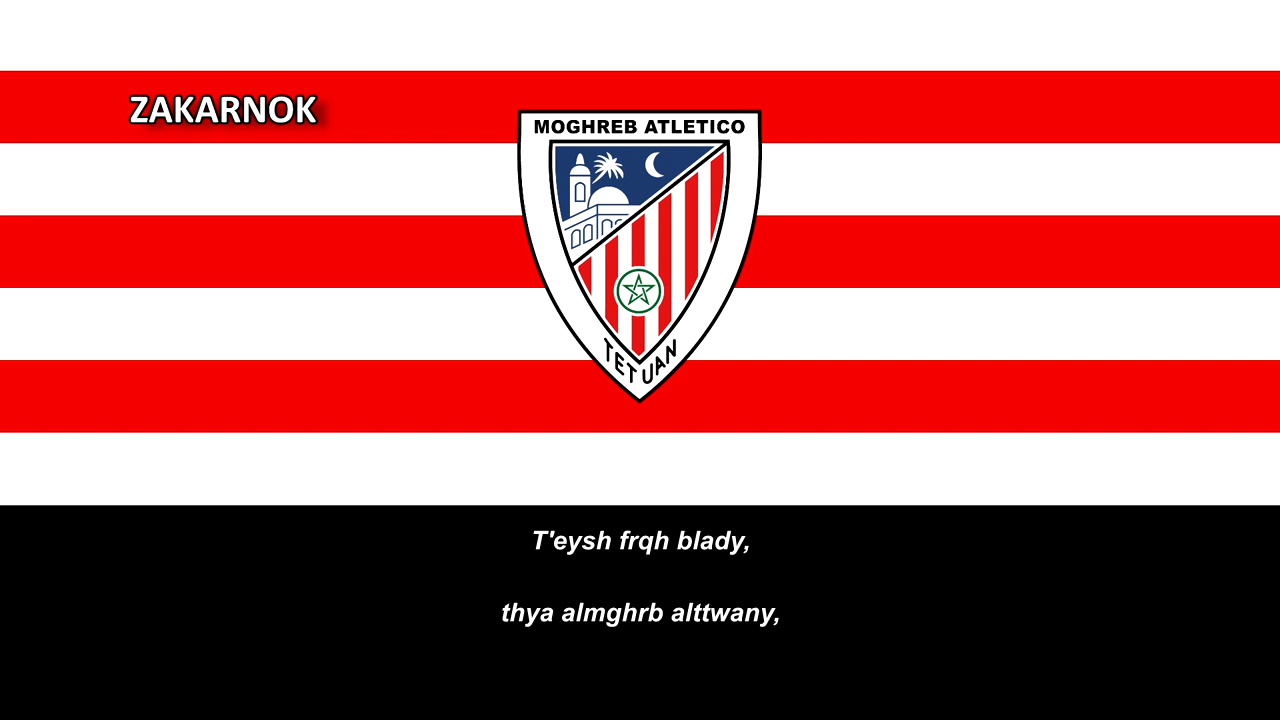 ZAKARNOK
MOGHREB ATLETICO
TETUAN
T'eysh frqh blady,
thya almghrb alttwany,